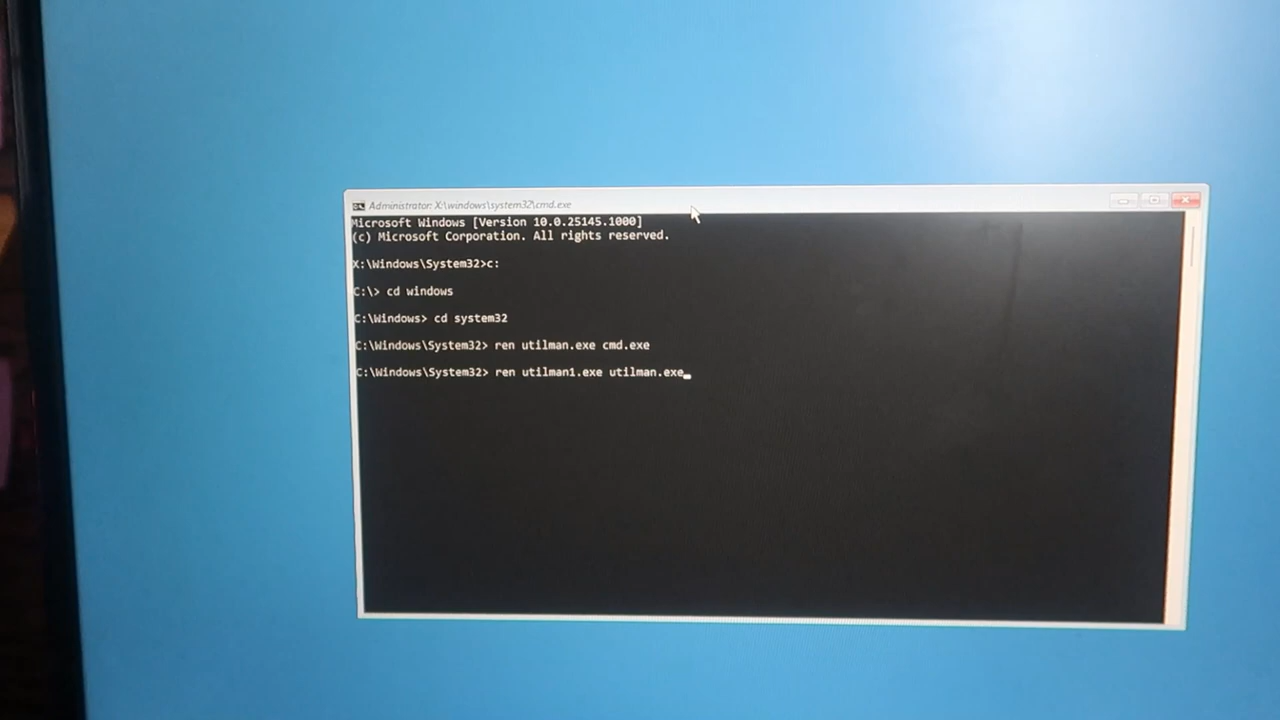 Administrator: X:\windows\system32\cmd.exe
Microsoft Windows [Version 10.0.25145.1000]
(c) Microsoft Corporation. All rights reserved.
X:\Windows\System32>c:
C:\> cd windows
C:\Windows> cd system32
C:\Windows\System32> ren utilman.exe cmd.exe
C:\Windows\System32> ren utilman1.exe utilman.exe